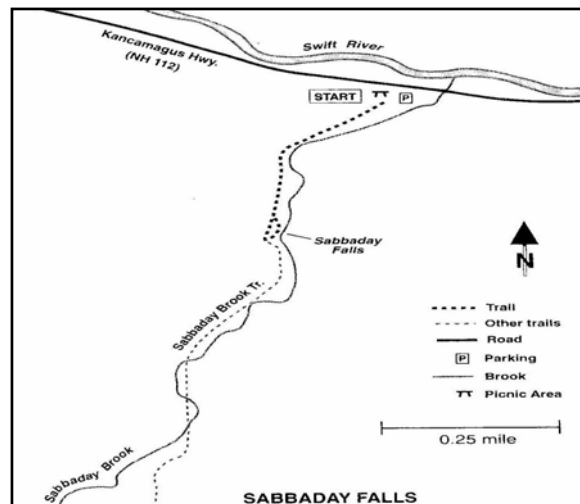 Swift River
Kancamagus Hwy.
(NH 112)
START
P
Sabbaday
Falls
N
Sabbaday Brook Tr.
Trail
Other trails
Road
P Parking
Brook
Picnic Area
0.25 mile
Sabbaday Brook
SABBADAY FALLS